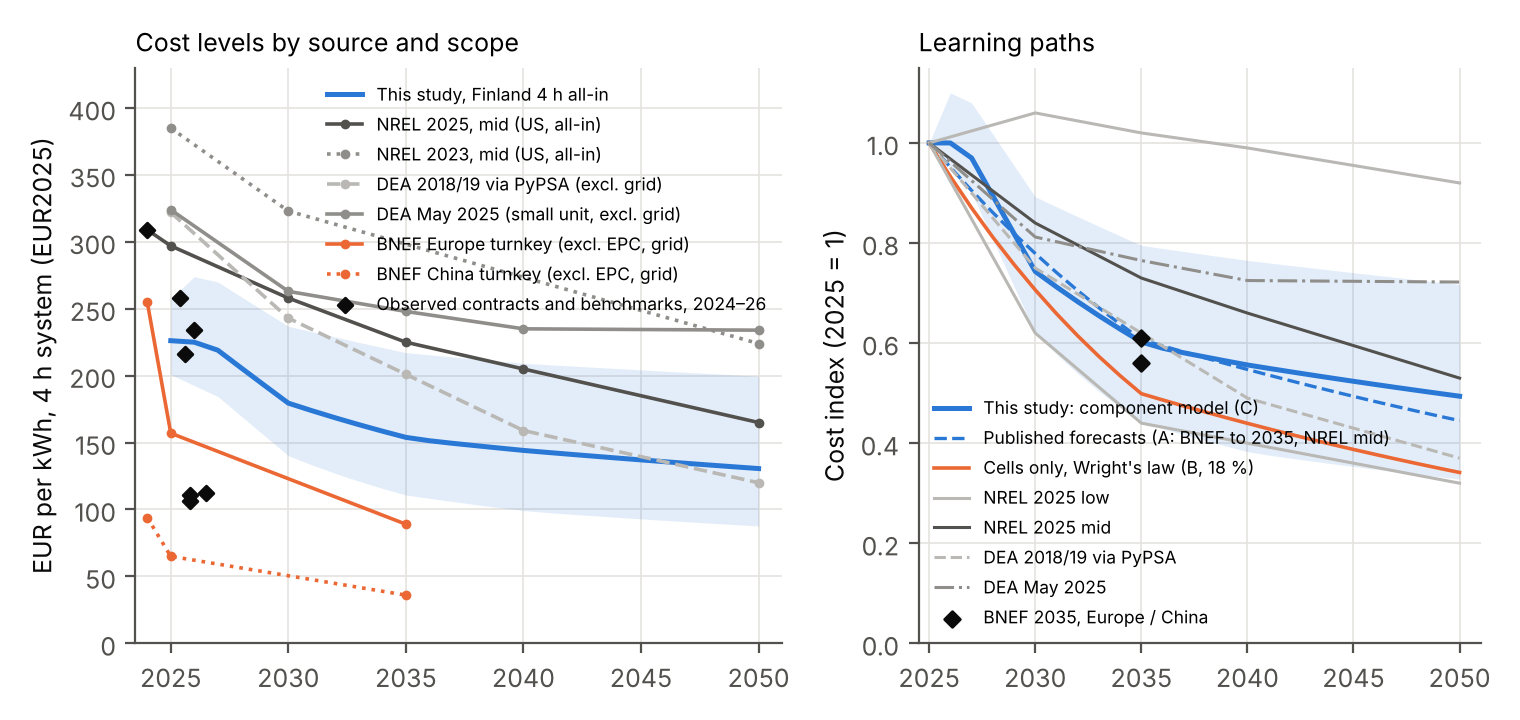 Cost levels by source and scope
EUR per kWh, 4 h system (EUR2025)
400
350
300
250
200
150
100
50
0
This study, Finland 4 h all-in
NREL 2025, mid (US, all-in)
NREL 2023, mid (US, all-in)
DEA 2018/19 via PyPSA (excl. grid)
DEA May 2025 (small unit, excl. grid)
BNEF Europe turnkey (excl. EPC, grid)
BNEF China turnkey (excl. EPC, grid)
Observed contracts and benchmarks, 2024–26
2025 2030 2035 2040 2045 2050
Learning paths
Cost index (2025 = 1)
1.0
0.8
0.6
0.4
0.2
0.0
This study: component model (C)
Published forecasts (A: BNEF to 2035, NREL mid)
Cells only, Wright's law (B, 18 %)
NREL 2025 low
NREL 2025 mid
DEA 2018/19 via PyPSA
DEA May 2025
BNEF 2035, Europe / China
2025 2030 2035 2040 2045 2050